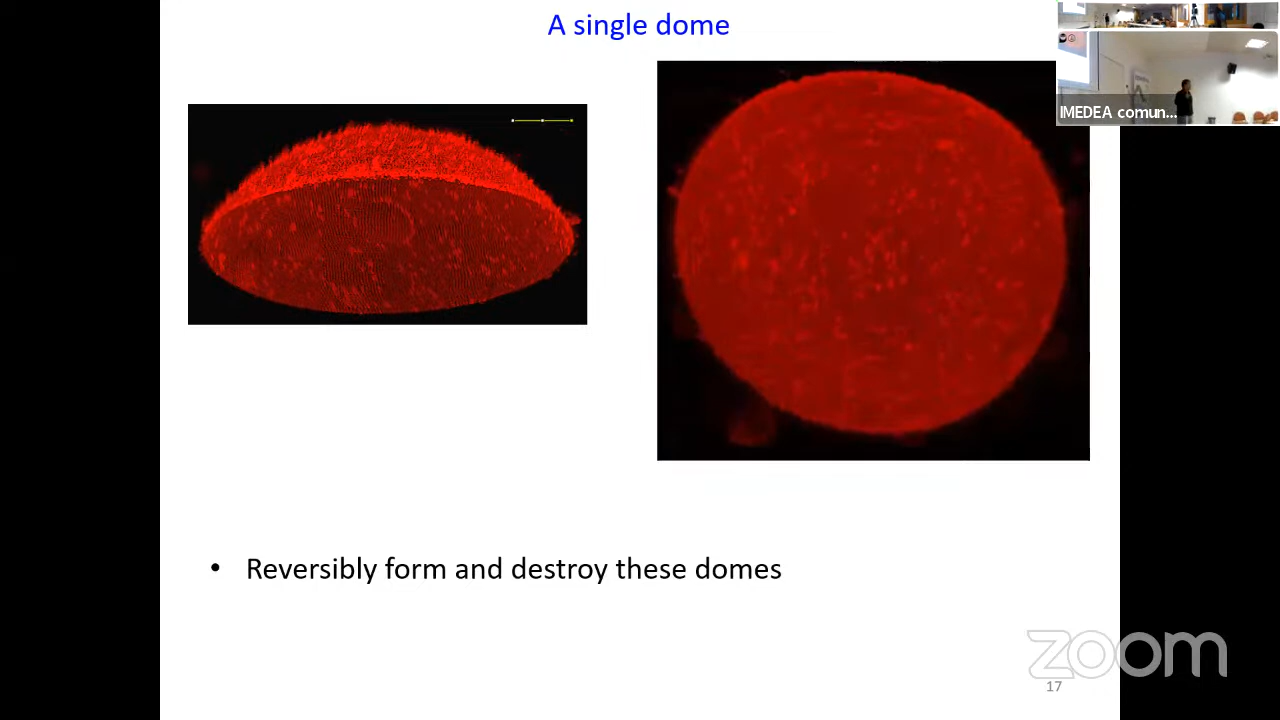 A single dome
IMEDEA comun...
• Reversibly form and destroy these domes
zoom
17